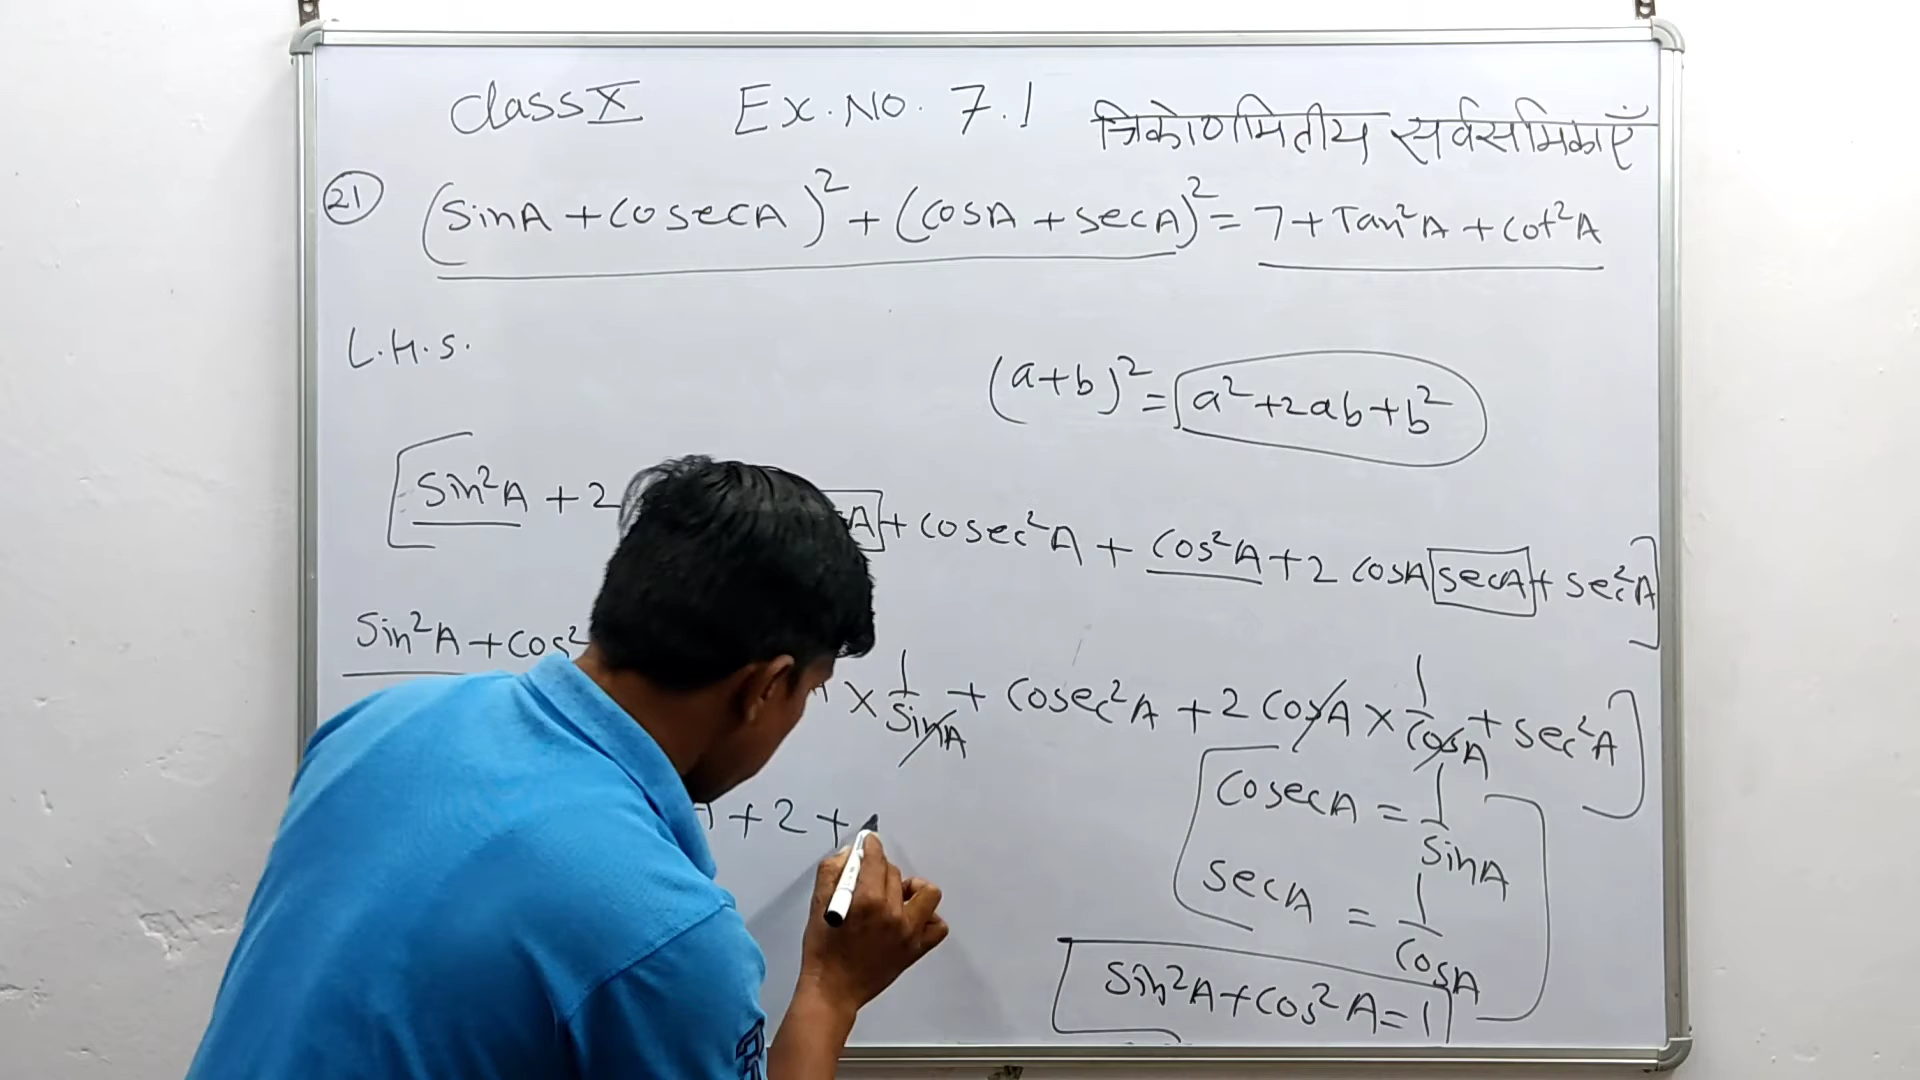 Class X Ex. No. 7.1 त्रिकोणमितीय सर्वसमिकाएँ
21 (sinA + cosecA)² + (cosA + secA)² = 7 + Tan²A + cot²A
L.H.S.
(a+b)² = a² + 2ab + b²
Sin²A + 2 A + cosec²A + cos²A + 2 cosA secA + sec²A
Sin²A + cos² × 1/sinA + cosec²A + 2 cosA × 1/cosA + sec²A
A + 2 +
cosecA = 1/sinA
secA = 1/cosA
Sin²A + cos²A = 1